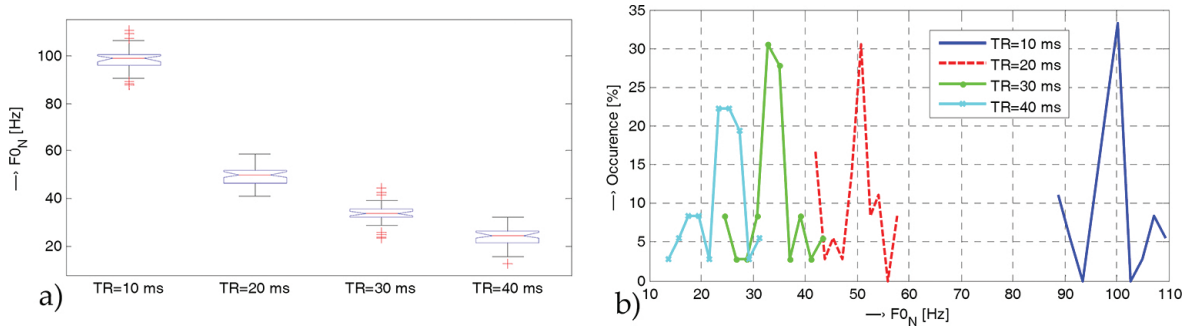 a)
→ F0N [Hz]
100
80
60
40
20
TR=10 ms TR=20 ms TR=30 ms TR=40 ms
b)
→ Occurence [%]
35
30
25
20
15
10
5
0
10 20 30 40 50 60 70 80 90 100 110
→ F0N [Hz]
TR=10 ms
TR=20 ms
TR=30 ms
TR=40 ms